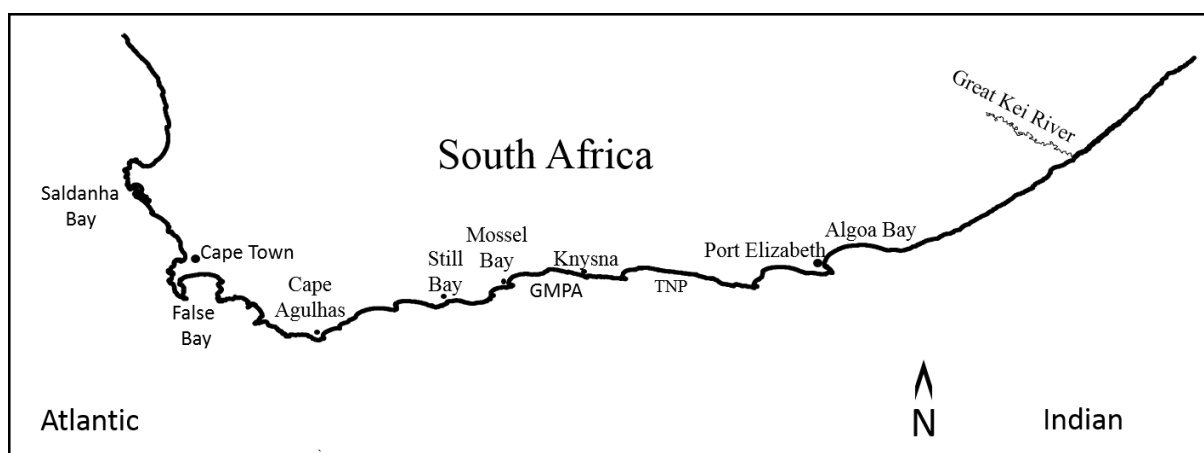 Great Kei River
South Africa
Saldanha
Bay
Cape Town
False
Bay
Cape
Agulhas
Still
Bay
Mossel
Bay
GMPA
Knysna
TNP
Port Elizabeth
Algoa Bay
Atlantic
N
Indian